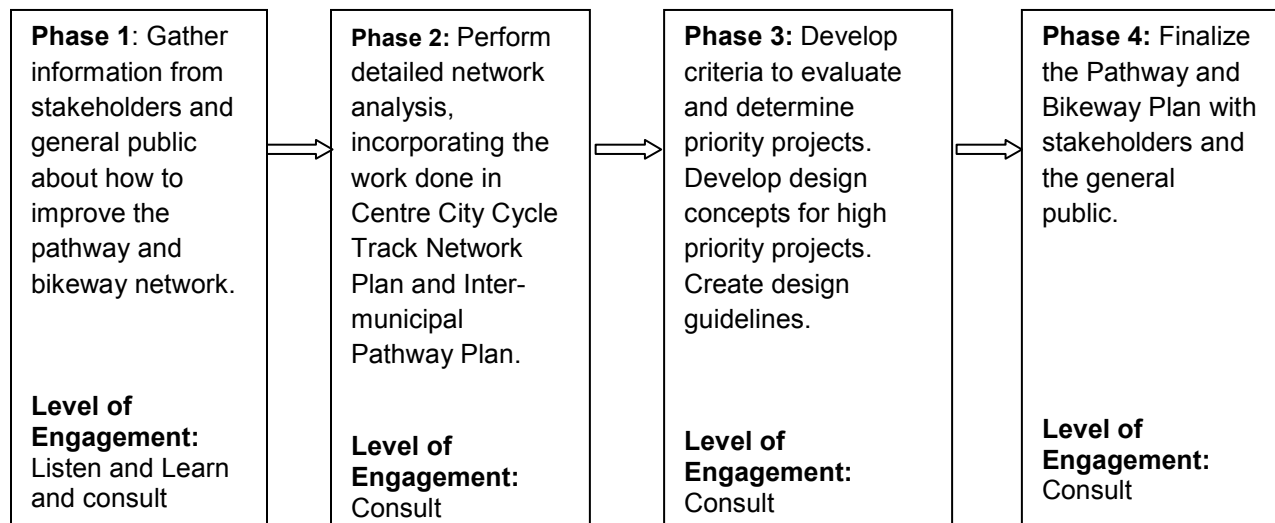 Phase 1: Gather
information from
stakeholders and
general public
about how to
improve the
pathway and
bikeway network.
Level of
Engagement:
Listen and Learn
and consult
Phase 2: Perform
detailed network
analysis,
incorporating the
work done in
Centre City Cycle
Track Network
Plan and Inter-
municipal
Pathway Plan.
Level of
Engagement:
Consult
Phase 3: Develop
criteria to evaluate
and determine
priority projects.
Develop design
concepts for high
priority projects.
Create design
guidelines.
Level of
Engagement:
Consult
Phase 4: Finalize
the Pathway and
Bikeway Plan with
stakeholders and
the general
public.
Level of
Engagement:
Consult